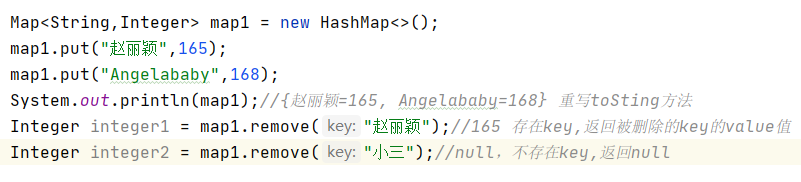 Map<String,Integer> map1 = new HashMap<>();
map1.put("赵丽颖",165);
map1.put("Angelababy",168);
System.out.println(map1);//{赵丽颖=165, Angelababy=168} 重写toSting方法
Integer integer1 = map1.remove( key: "赵丽颖");//165 存在key,返回被删除的key的value值
Integer integer2 = map1.remove( key: "小三");//null，不存在key,返回null